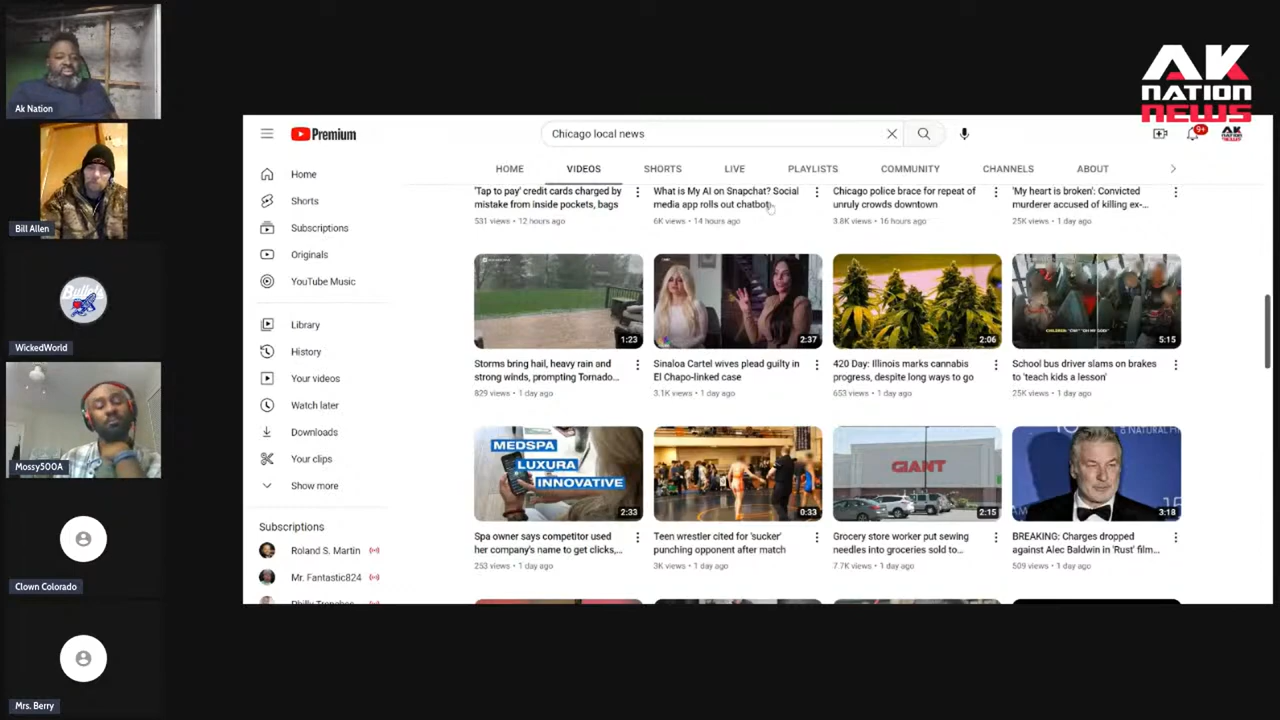 Ak Nation
Bill Allen
Bullets
WickedWorld
Mossy500A
Clown Colorado
Mrs. Berry
AK
NATION
NEWS
Premium
Chicago local news
9+
HOME
VIDEOS
SHORTS
LIVE
PLAYLISTS
COMMUNITY
CHANNELS
ABOUT
Home
Shorts
Subscriptions
Originals
YouTube Music
Library
History
Your videos
Watch later
Downloads
Your clips
Show more
Subscriptions
Roland S. Martin
Mr. Fantastic824
'Tap to pay' credit cards charged by
mistake from inside pockets, bags
531 views • 12 hours ago
What is My AI on Snapchat? Social
media app rolls out chatbot
6K views • 14 hours ago
Chicago police brace for repeat of
unruly crowds downtown
3.8K views • 16 hours ago
'My heart is broken': Convicted
murderer accused of killing ex-...
25K views • 1 day ago
1:23
Storms bring hail, heavy rain and
strong winds, prompting Tornado...
829 views • 1 day ago
2:37
Sinaloa Cartel wives plead guilty in
El Chapo-linked case
3.1K views • 1 day ago
2:06
420 Day: Illinois marks cannabis
progress, despite long ways to go
653 views • 1 day ago
5:15
School bus driver slams on brakes
to 'teach kids a lesson'
25K views • 1 day ago
MEDSPA
LUXURA
INNOVATIVE
2:33
Spa owner says competitor used
her company's name to get clicks,...
253 views • 1 day ago
0:33
Teen wrestler cited for 'sucker'
punching opponent after match
3K views • 1 day ago
GIANT
2:15
Grocery store worker put sewing
needles into groceries sold to...
7.7K views • 1 day ago
3:18
BREAKING: Charges dropped
against Alec Baldwin in 'Rust' film...
509 views • 1 day ago